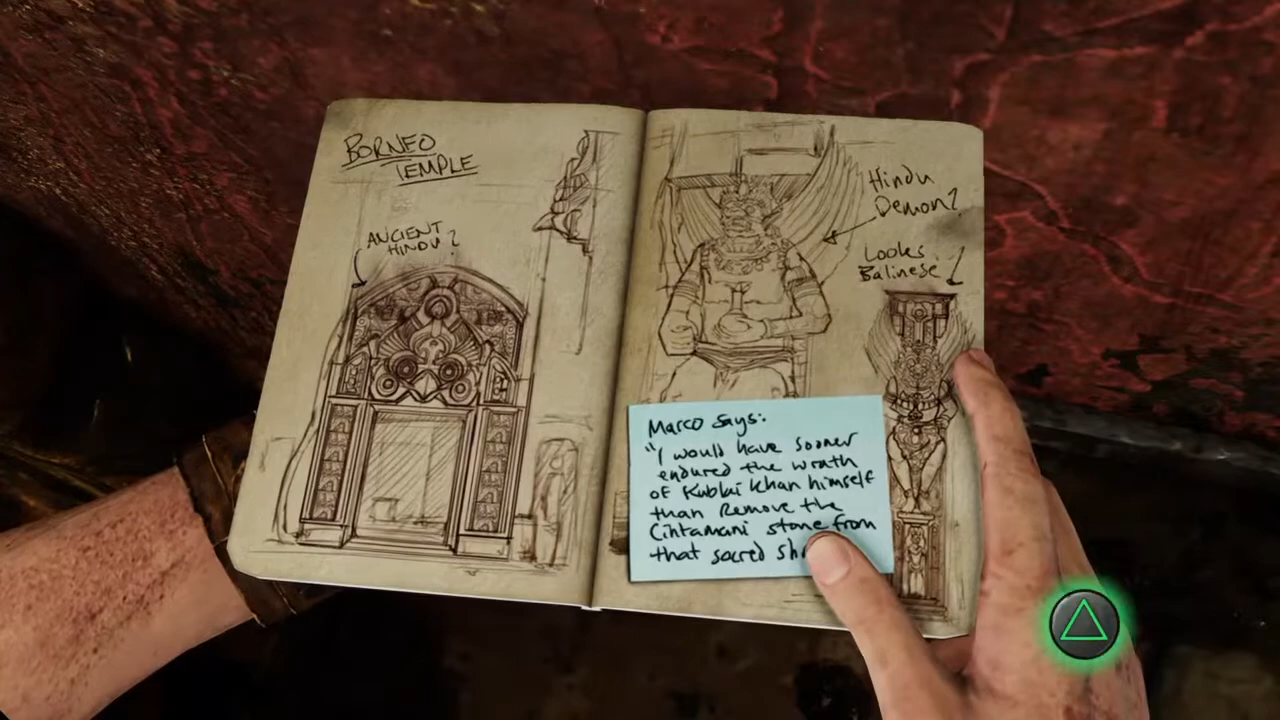 BORNEO
TEMPLE
ANCIENT
HINDU?
Hindu
Demon?
Looks
Balinese
Marco says:
"I would have sooner
endured the wrath
of Kublai Khan himself
than remove the
Cintamani stone from
that sacred